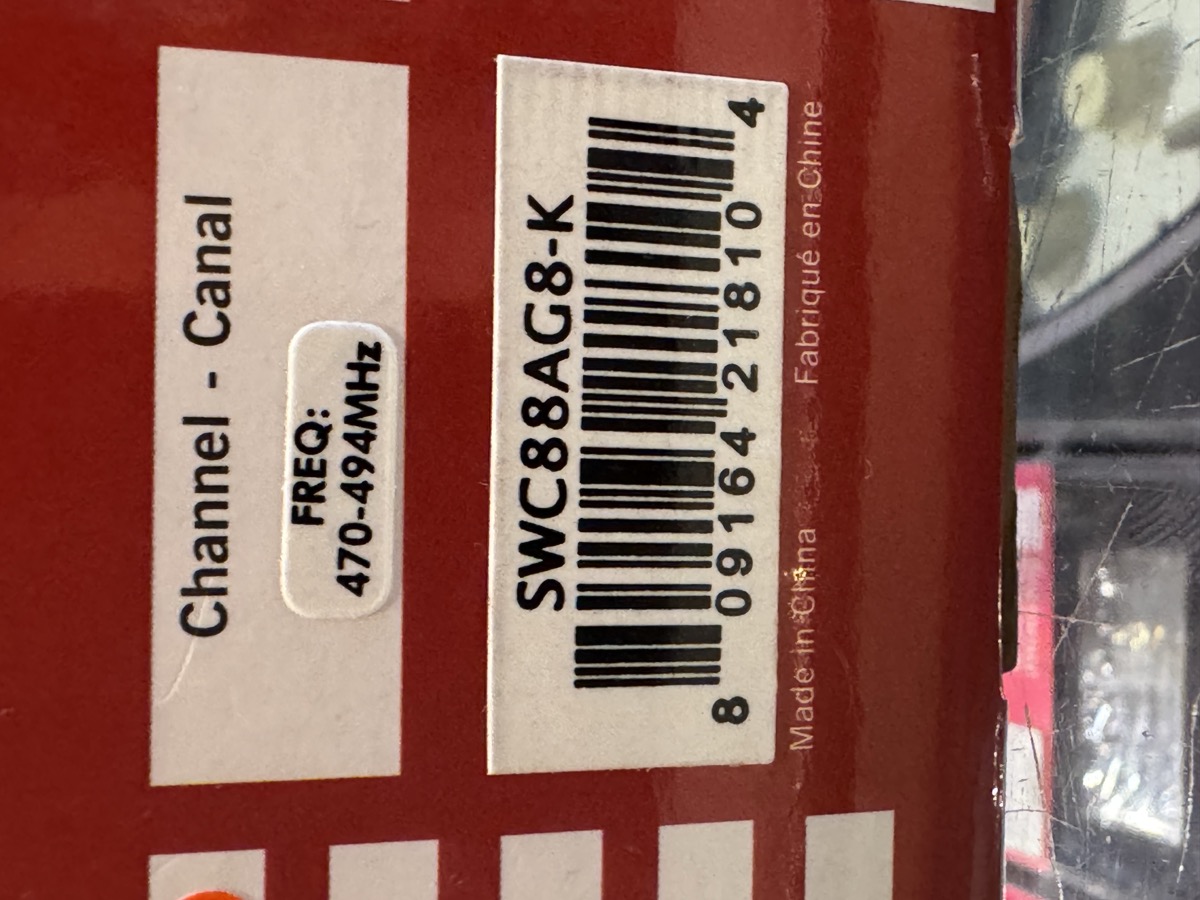 Channel - Canal
FREQ:
470-494MHz
SWC88AG8-K
8 09164 21810 4
Made in China Fabriqué en Chine